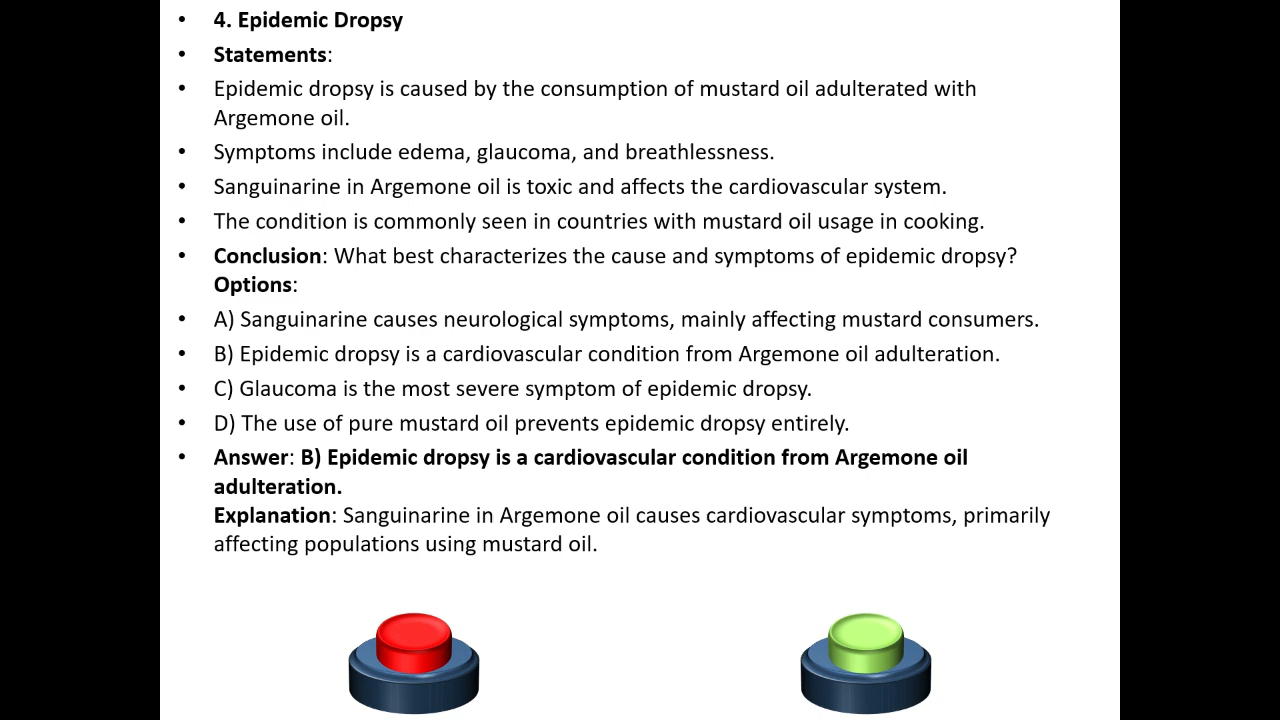 • 4. Epidemic Dropsy
• Statements:
• Epidemic dropsy is caused by the consumption of mustard oil adulterated with
Argemone oil.
• Symptoms include edema, glaucoma, and breathlessness.
• Sanguinarine in Argemone oil is toxic and affects the cardiovascular system.
• The condition is commonly seen in countries with mustard oil usage in cooking.
• Conclusion: What best characterizes the cause and symptoms of epidemic dropsy?
Options:
• A) Sanguinarine causes neurological symptoms, mainly affecting mustard consumers.
• B) Epidemic dropsy is a cardiovascular condition from Argemone oil adulteration.
• C) Glaucoma is the most severe symptom of epidemic dropsy.
• D) The use of pure mustard oil prevents epidemic dropsy entirely.
• Answer: B) Epidemic dropsy is a cardiovascular condition from Argemone oil
adulteration.
Explanation: Sanguinarine in Argemone oil causes cardiovascular symptoms, primarily
affecting populations using mustard oil.